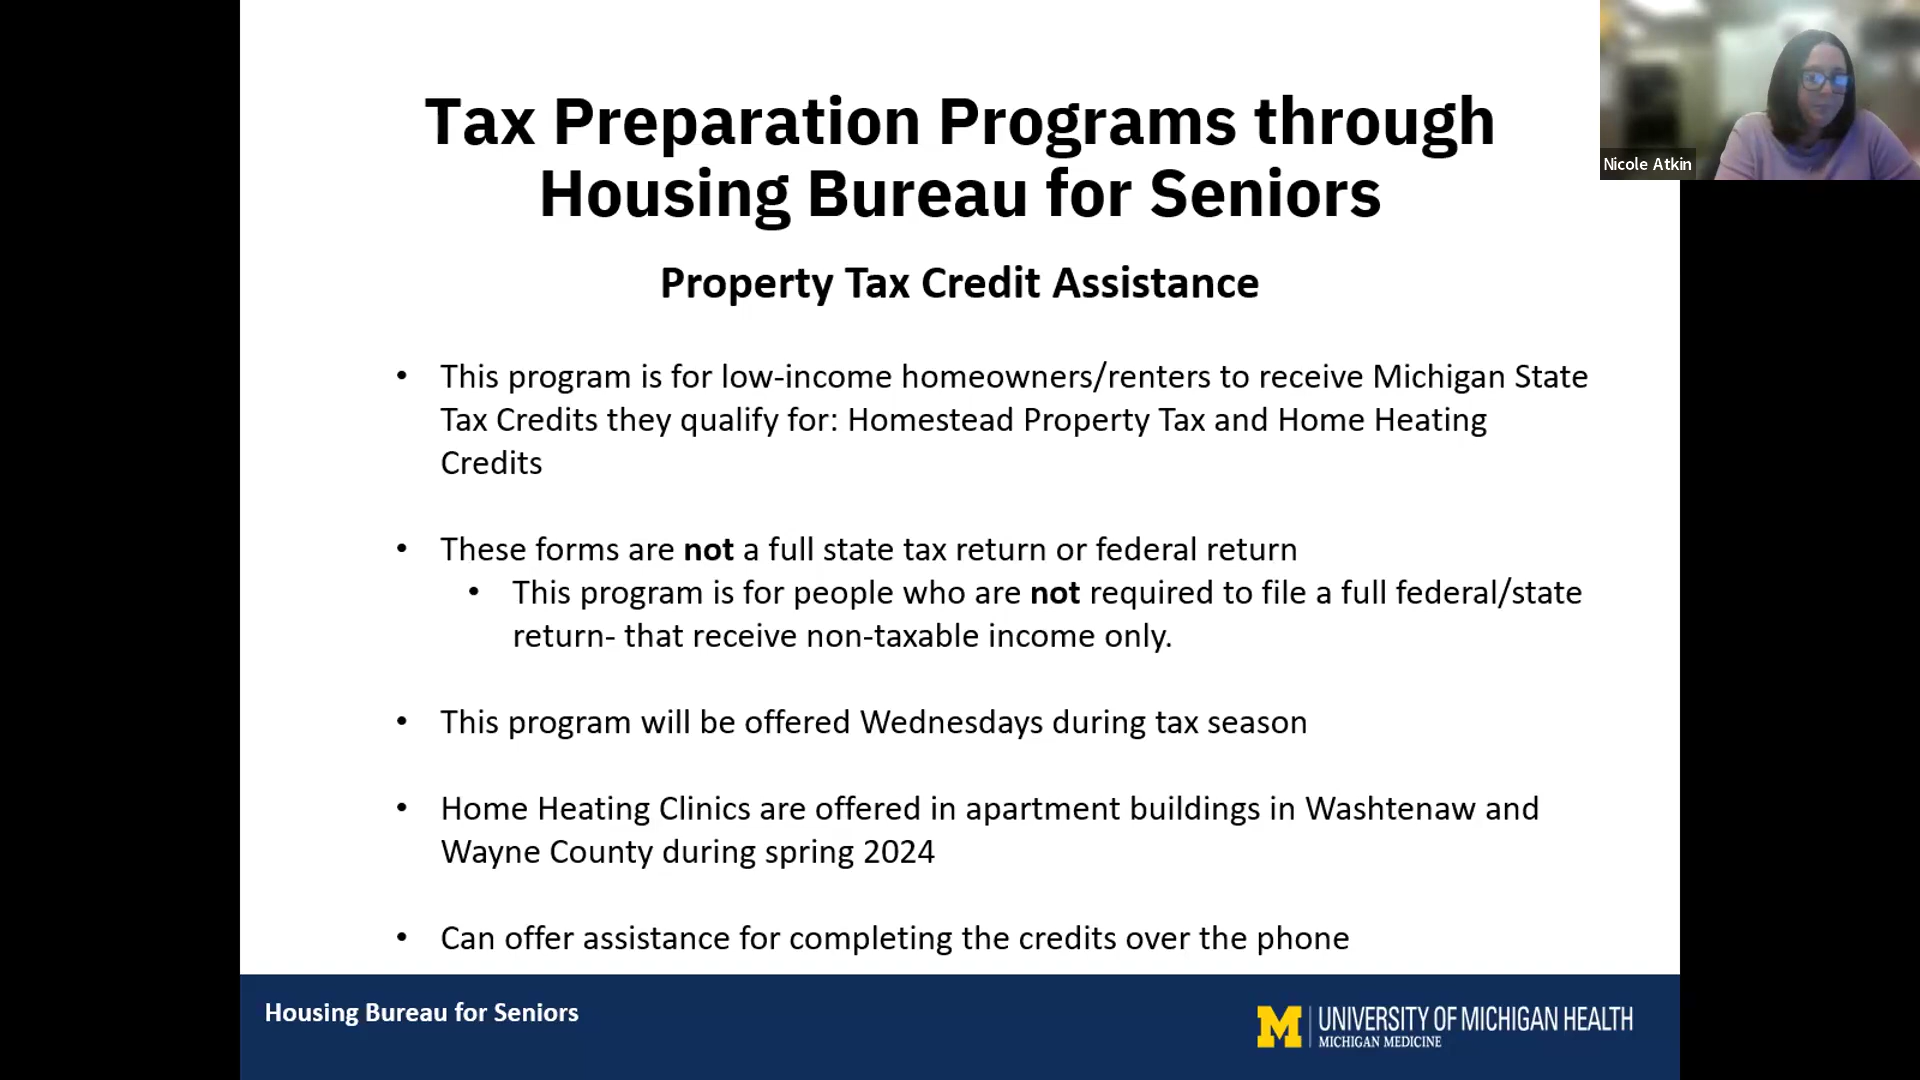 Tax Preparation Programs through
Housing Bureau for Seniors
Nicole Atkin
Property Tax Credit Assistance
• This program is for low-income homeowners/renters to receive Michigan State
Tax Credits they qualify for: Homestead Property Tax and Home Heating
Credits
• These forms are not a full state tax return or federal return
• This program is for people who are not required to file a full federal/state
return- that receive non-taxable income only.
• This program will be offered Wednesdays during tax season
• Home Heating Clinics are offered in apartment buildings in Washtenaw and
Wayne County during spring 2024
• Can offer assistance for completing the credits over the phone
Housing Bureau for Seniors
M UNIVERSITY OF MICHIGAN HEALTH
MICHIGAN MEDICINE